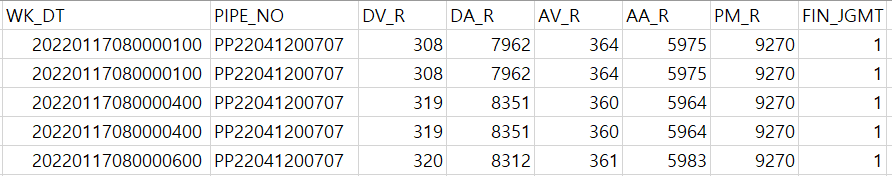 WK_DT PIPE_NO DV_R DA_R AV_R AA_R PM_R FIN_JGMT
20220117080000100 PP22041200707 308 7962 364 5975 9270 1
20220117080000100 PP22041200707 308 7962 364 5975 9270 1
20220117080000400 PP22041200707 319 8351 360 5964 9270 1
20220117080000400 PP22041200707 319 8351 360 5964 9270 1
20220117080000600 PP22041200707 320 8312 361 5983 9270 1